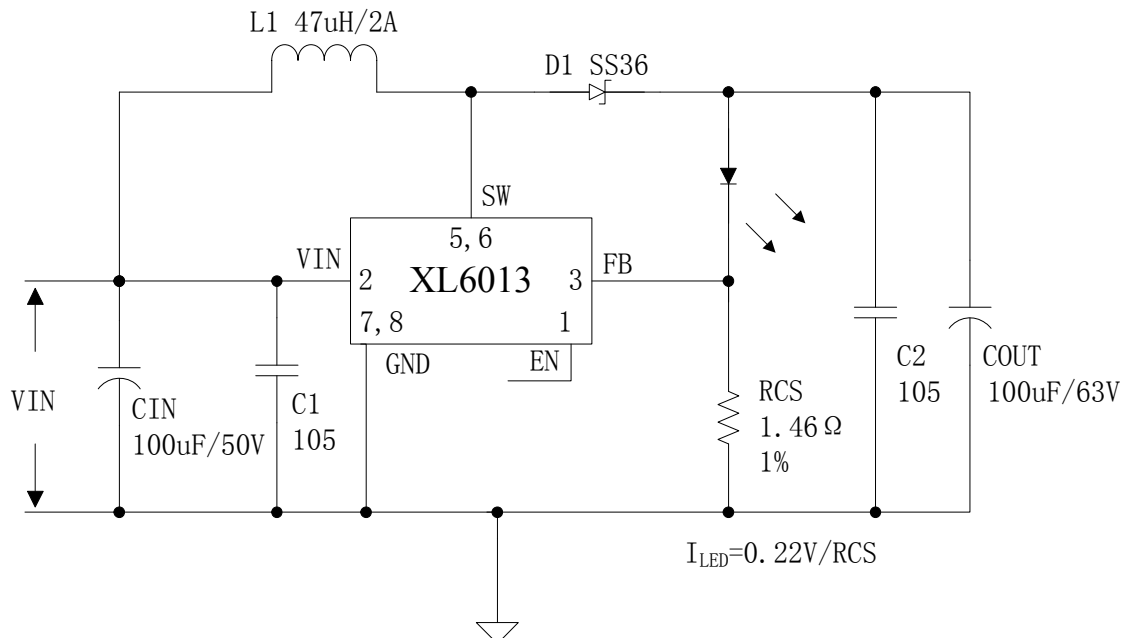 L1 47uH/2A
D1 SS36
SW
5,6
VIN
2
XL6013
3
FB
7,8
1
GND
EN
VIN
CIN
100uF/50V
C1
105
RCS
1.46Ω
1%
C2
105
COUT
100uF/63V
I_LED=0.22V/RCS